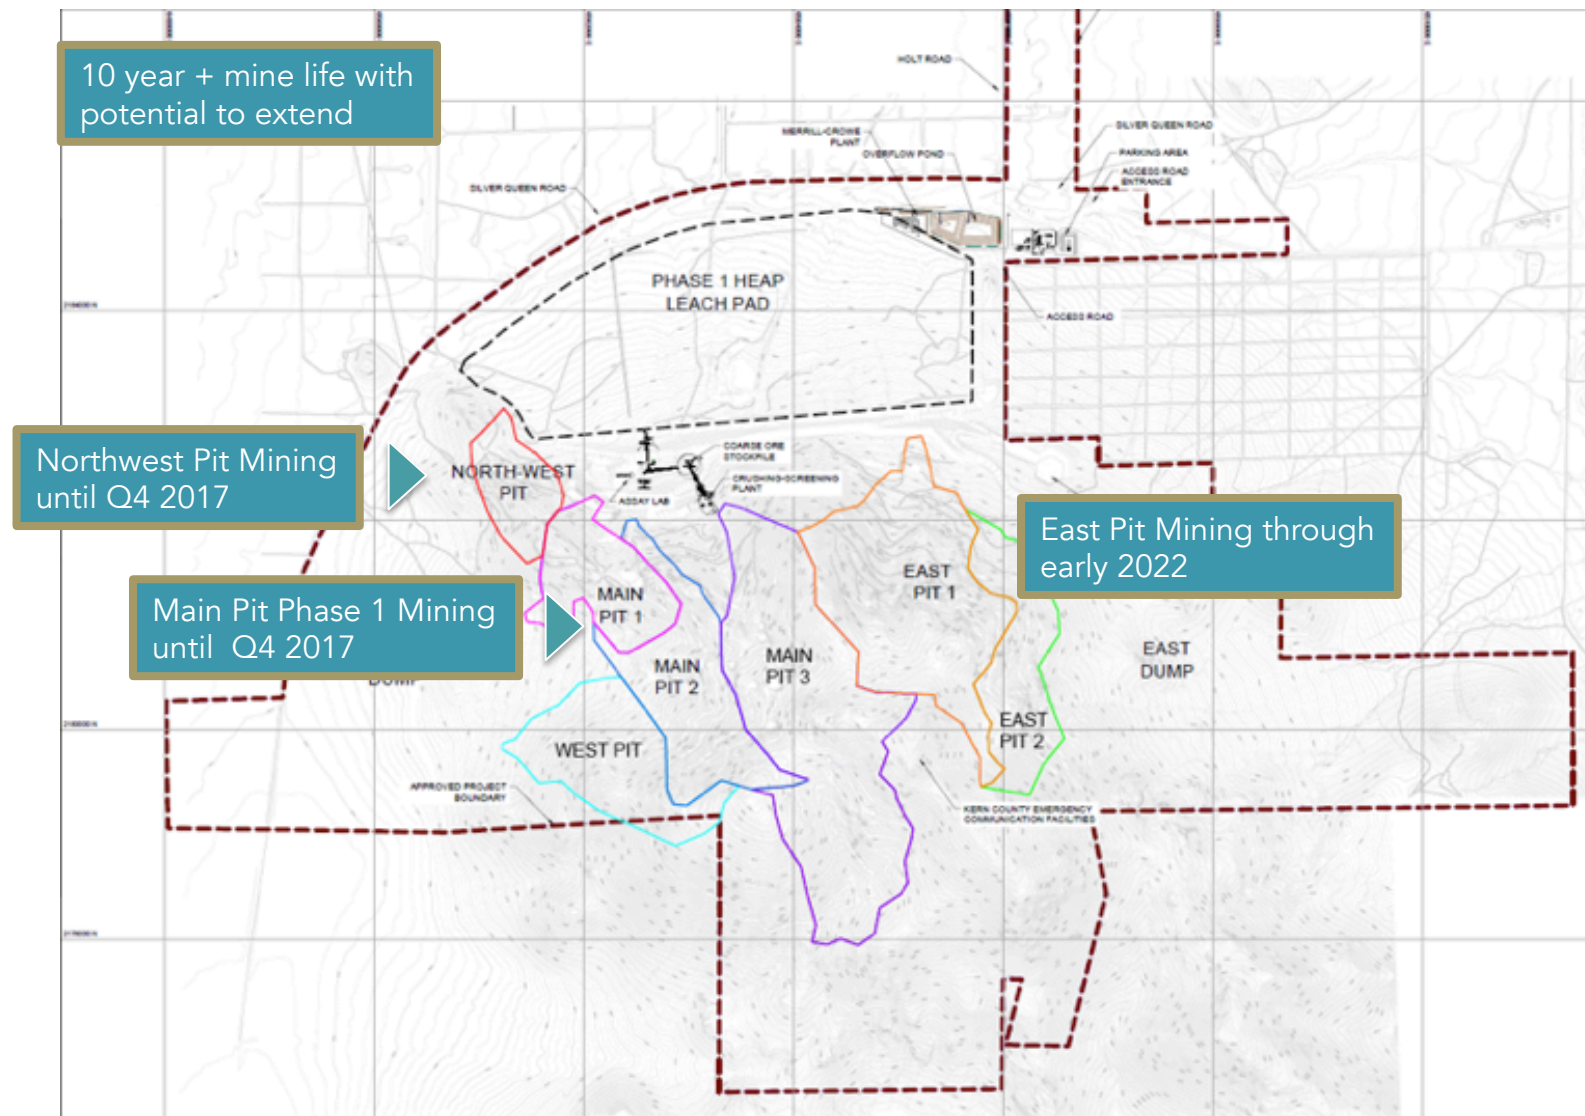 10 year + mine life with
potential to extend
HOLT ROAD
MERRILL-CROWE
PLANT
OVERFLOW POND
SILVER QUEEN ROAD
PARKING AREA
ACCESS ROAD
ENTRANCE
SILVER QUEEN ROAD
PHASE 1 HEAP
LEACH PAD
ACCESS ROAD
Northwest Pit Mining
until Q4 2017
NORTH-WEST
PIT
COARSE ORE
STOCKPILE
CRUSHING-SCREENING
PLANT
ASSAY LAB
East Pit Mining through
early 2022
EAST
PIT 1
Main Pit Phase 1 Mining
until Q4 2017
MAIN
PIT 1
MAIN
PIT 2
MAIN
PIT 3
EAST
DUMP
DUMP
EAST
PIT 2
WEST PIT
APPROVED PROJECT
BOUNDARY
KERN COUNTY EMERGENCY
COMMUNICATION FACILITIES